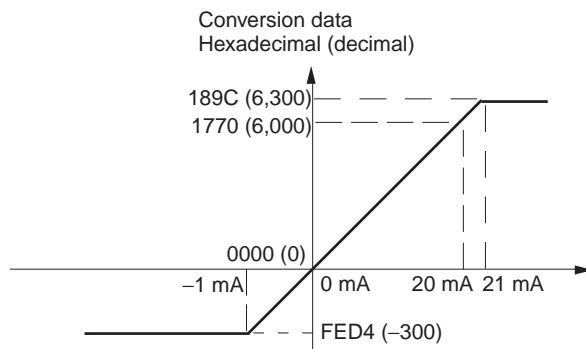 Conversion data
Hexadecimal (decimal)
189C (6,300)
1770 (6,000)
0000 (0)
−1 mA
0 mA
20 mA
21 mA
FED4 (−300)